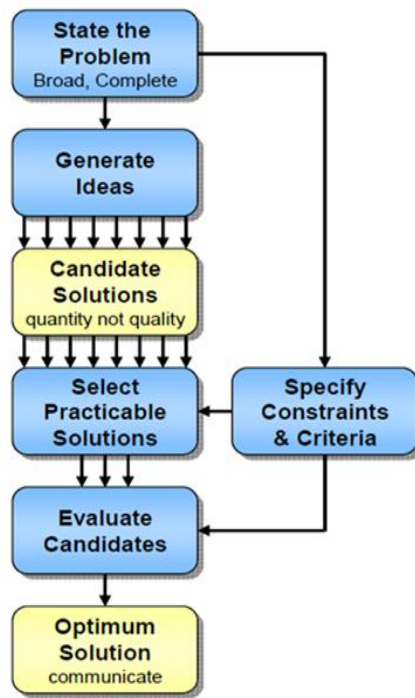 State the
Problem
Broad, Complete
Generate
Ideas
Candidate
Solutions
quantity not quality
Select
Practicable
Solutions
Specify
Constraints
& Criteria
Evaluate
Candidates
Optimum
Solution
communicate